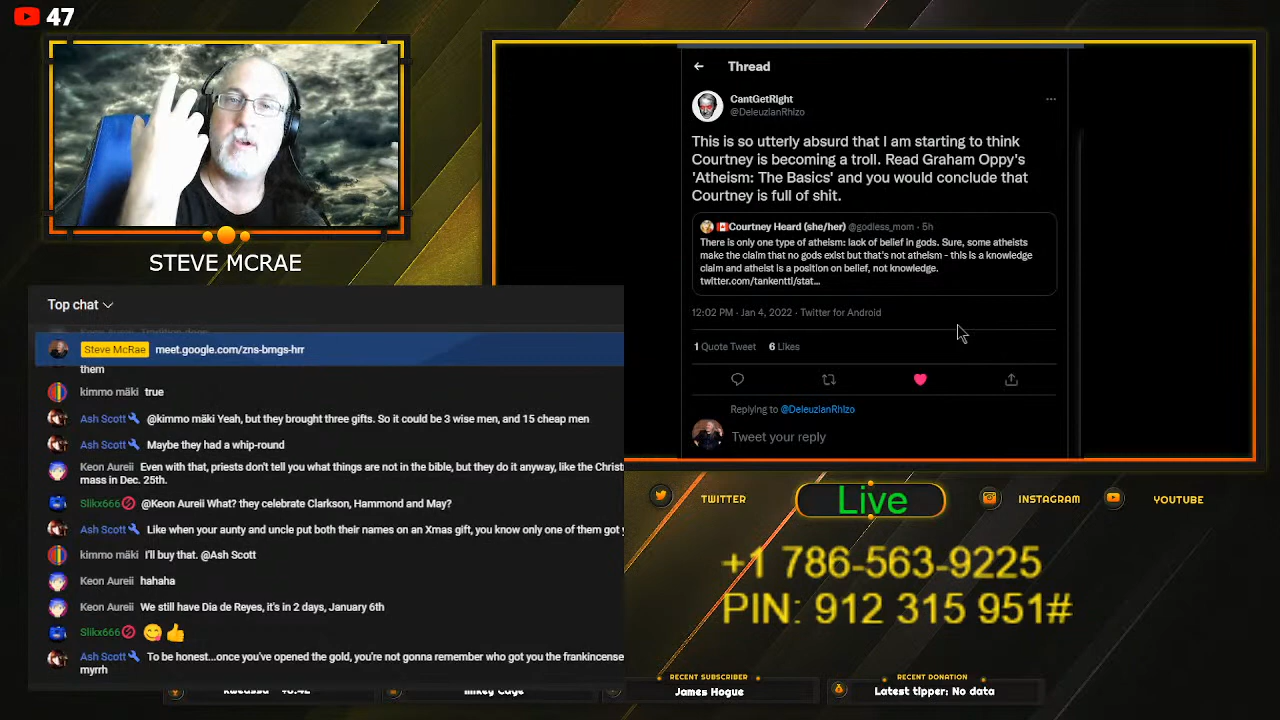 47
STEVE MCRAE
Top chat
Keon Aureii Tradition does
Steve McRae meet.google.com/zns-bmgs-hrr
them
kimmo mäki true
Ash Scott @kimmo mäki Yeah, but they brought three gifts. So it could be 3 wise men, and 15 cheap men
Ash Scott Maybe they had a whip-round
Keon Aureii Even with that, priests don't tell you what things are not in the bible, but they do it anyway, like the Christ
mass in Dec. 25th.
Slikx666 @Keon Aureii What? they celebrate Clarkson, Hammond and May?
Ash Scott Like when your aunty and uncle put both their names on an Xmas gift, you know only one of them got
kimmo mäki I'll buy that. @Ash Scott
Keon Aureii hahaha
Keon Aureii We still have Dia de Reyes, it's in 2 days, January 6th
Slikx666 😋👍
Ash Scott To be honest...once you've opened the gold, you're not gonna remember who got you the frankincense
myrrh
Thread
CantGetRight
@DeleuzianRhizo
This is so utterly absurd that I am starting to think
Courtney is becoming a troll. Read Graham Oppy's
'Atheism: The Basics' and you would conclude that
Courtney is full of shit.
Courtney Heard (she/her) @godless_mom · 5h
There is only one type of atheism: lack of belief in gods. Sure, some atheists
make the claim that no gods exist but that's not atheism - this is a knowledge
claim and atheist is a position on belief, not knowledge.
twitter.com/tankentti/stat...
12:02 PM · Jan 4, 2022 · Twitter for Android
1 Quote Tweet 6 Likes
Replying to @DeleuzianRhizo
Tweet your reply
TWITTER
Live
INSTAGRAM
YOUTUBE
+1 786-563-9225
PIN: 912 315 951#
Mikey Cage
RECENT SUBSCRIBER
James Hogue
RECENT DONATION
Latest tipper: No data